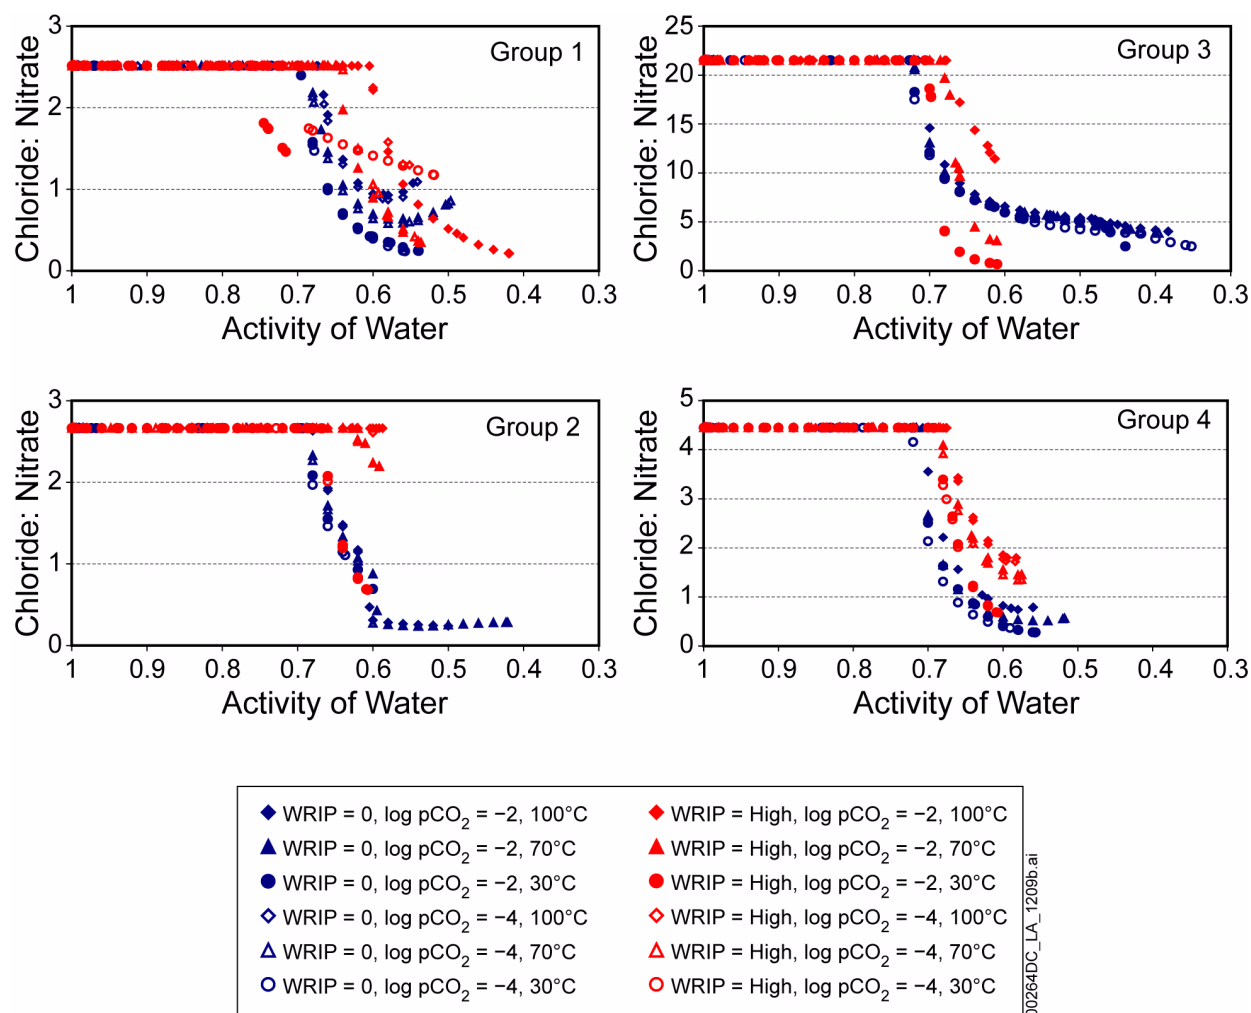 Group 1
Chloride: Nitrate
3
2
1
0
1 0.9 0.8 0.7 0.6 0.5 0.4 0.3
Activity of Water
Group 3
Chloride: Nitrate
25
20
15
10
5
0
1 0.9 0.8 0.7 0.6 0.5 0.4 0.3
Activity of Water
Group 2
Chloride: Nitrate
3
2
1
0
1 0.9 0.8 0.7 0.6 0.5 0.4 0.3
Activity of Water
Group 4
Chloride: Nitrate
5
4
3
2
1
0
1 0.9 0.8 0.7 0.6 0.5 0.4 0.3
Activity of Water
WRIP = 0, log pCO2 = −2, 100°C
WRIP = 0, log pCO2 = −2, 70°C
WRIP = 0, log pCO2 = −2, 30°C
WRIP = 0, log pCO2 = −4, 100°C
WRIP = 0, log pCO2 = −4, 70°C
WRIP = 0, log pCO2 = −4, 30°C
WRIP = High, log pCO2 = −2, 100°C
WRIP = High, log pCO2 = −2, 70°C
WRIP = High, log pCO2 = −2, 30°C
WRIP = High, log pCO2 = −4, 100°C
WRIP = High, log pCO2 = −4, 70°C
WRIP = High, log pCO2 = −4, 30°C
00264DC_LA_1209b.ai